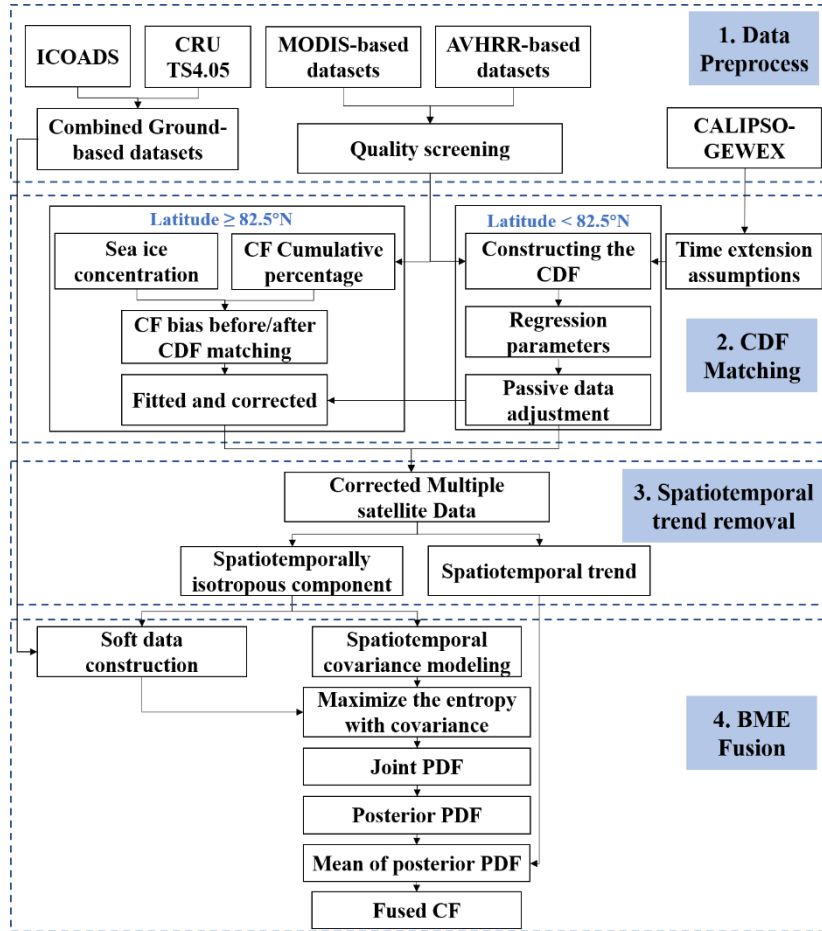 ICOADS
CRU
TS4.05
MODIS-based
datasets
AVHRR-based
datasets
1. Data
Preprocess
Combined Ground-
based datasets
Quality screening
CALIPSO-
GEWEX
Latitude ≥ 82.5°N
Latitude < 82.5°N
Sea ice
concentration
CF Cumulative
percentage
Constructing the
CDF
Time extension
assumptions
CF bias before/after
CDF matching
Regression
parameters
2. CDF
Matching
Fitted and corrected
Passive data
adjustment
Corrected Multiple
satellite Data
3. Spatiotemporal
trend removal
Spatiotemporally
isotropous component
Spatiotemporal trend
Soft data
construction
Spatiotemporal
covariance modeling
Maximize the entropy
with covariance
4. BME
Fusion
Joint PDF
Posterior PDF
Mean of posterior PDF
Fused CF